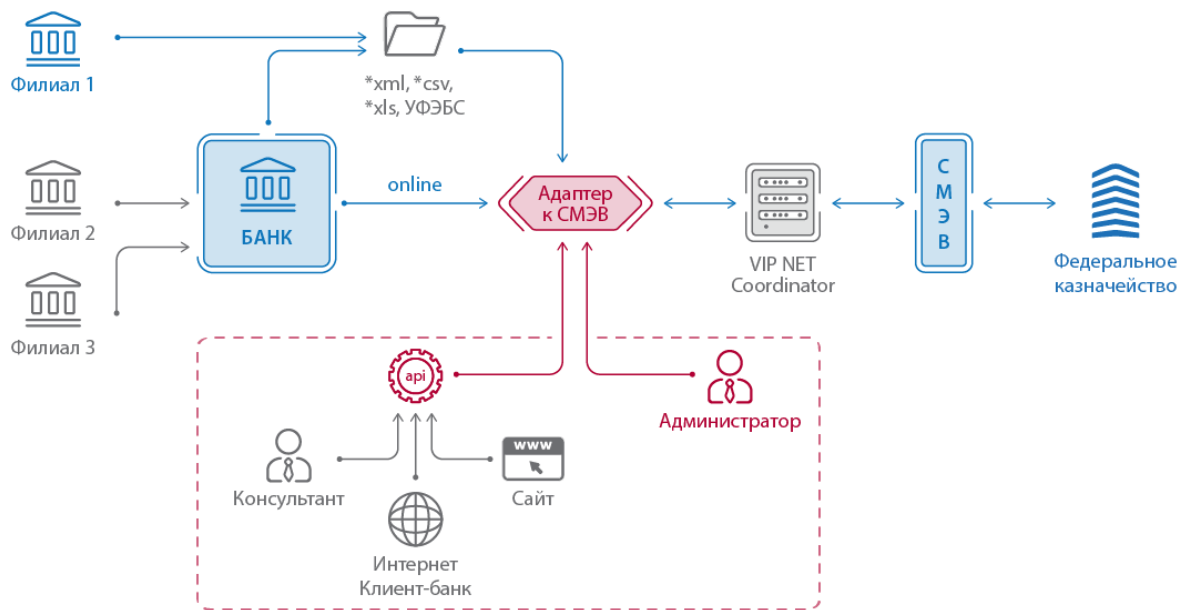 Филиал 1
*xml, *csv,
*xls, УФЭБС
Филиал 2
Филиал 3
БАНК
online
Адаптер
к СМЭВ
VIP NET
Coordinator
С
М
Э
В
Федеральное
казначейство
api
Администратор
Консультант
www
Сайт
Интернет
Клиент-банк